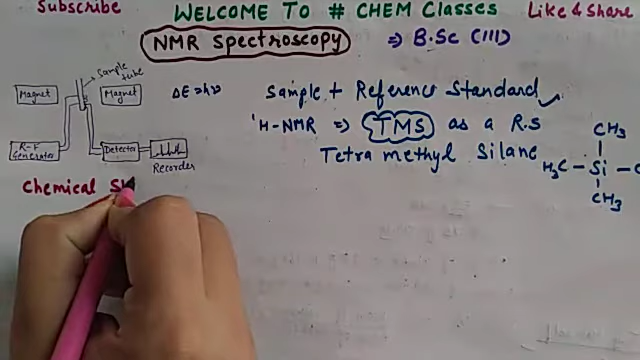 Subscribe
WELCOME TO # CHEM Classes
Like & Share
NMR Spectroscopy
⇒ B.Sc (III)
Sample tube
Magnet
Magnet
ΔE = hν
R-F Generator
Detector
Recorder
Sample + Reference Standard
¹H-NMR ⇒ TMS as a R.S
Tetra methyl Silane
CH₃
H₃C – Si – C
CH₃
Chemical Sh